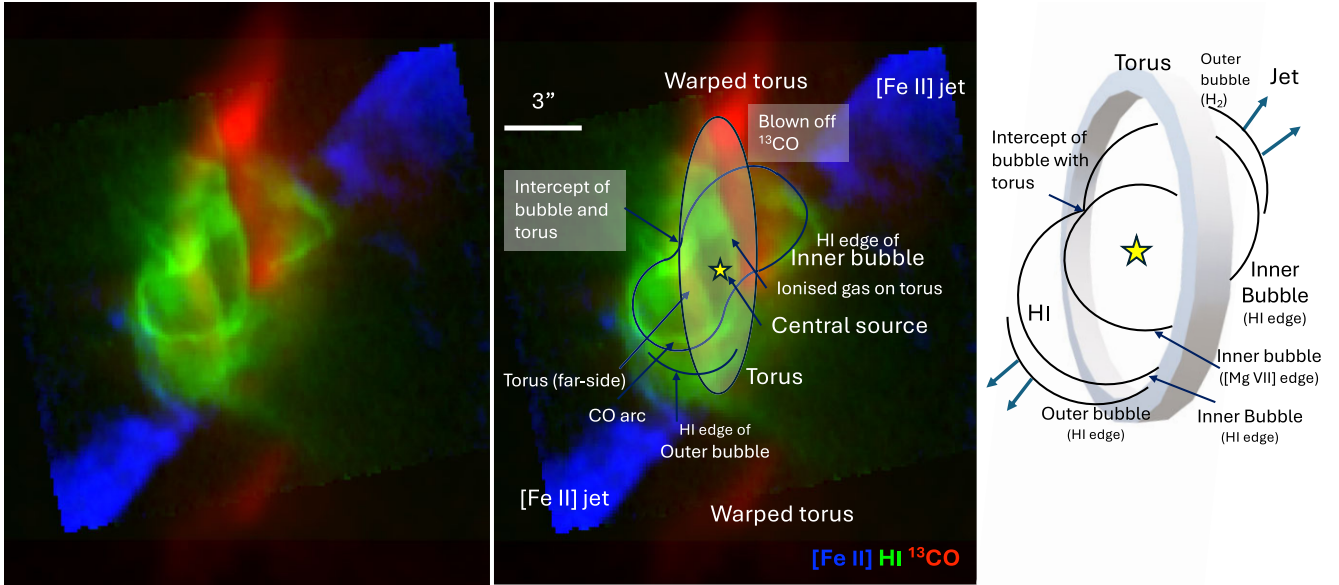 Warped torus
[Fe II] jet
3”
Blown off
¹³CO
Intercept of
bubble and
torus
HI edge of
Inner bubble
Ionised gas on torus
Central source
Torus (far-side)
Torus
CO arc
HI edge of
Outer bubble
[Fe II] jet
Warped torus
[Fe II] HI ¹³CO
Torus
Outer
bubble
(H₂)
Jet
Intercept of
bubble with
torus
HI
Inner
Bubble
(HI edge)
Inner bubble
([Mg VII] edge)
Outer bubble
(HI edge)
Inner Bubble
(HI edge)